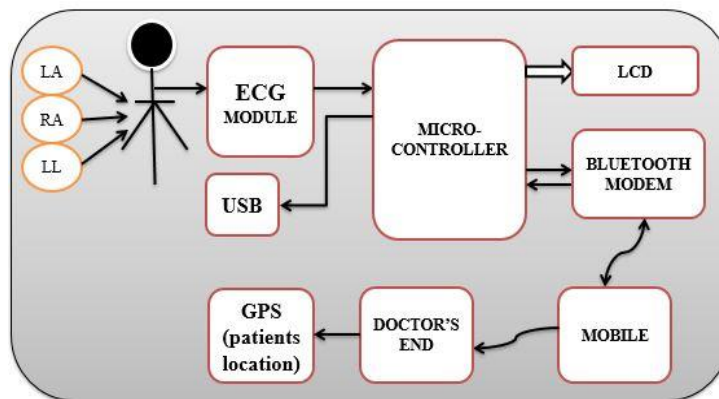 LA
RA
LL
ECG
MODULE
USB
MICRO-
CONTROLLER
LCD
BLUETOOTH
MODEM
GPS
(patients
location)
DOCTOR'S
END
MOBILE